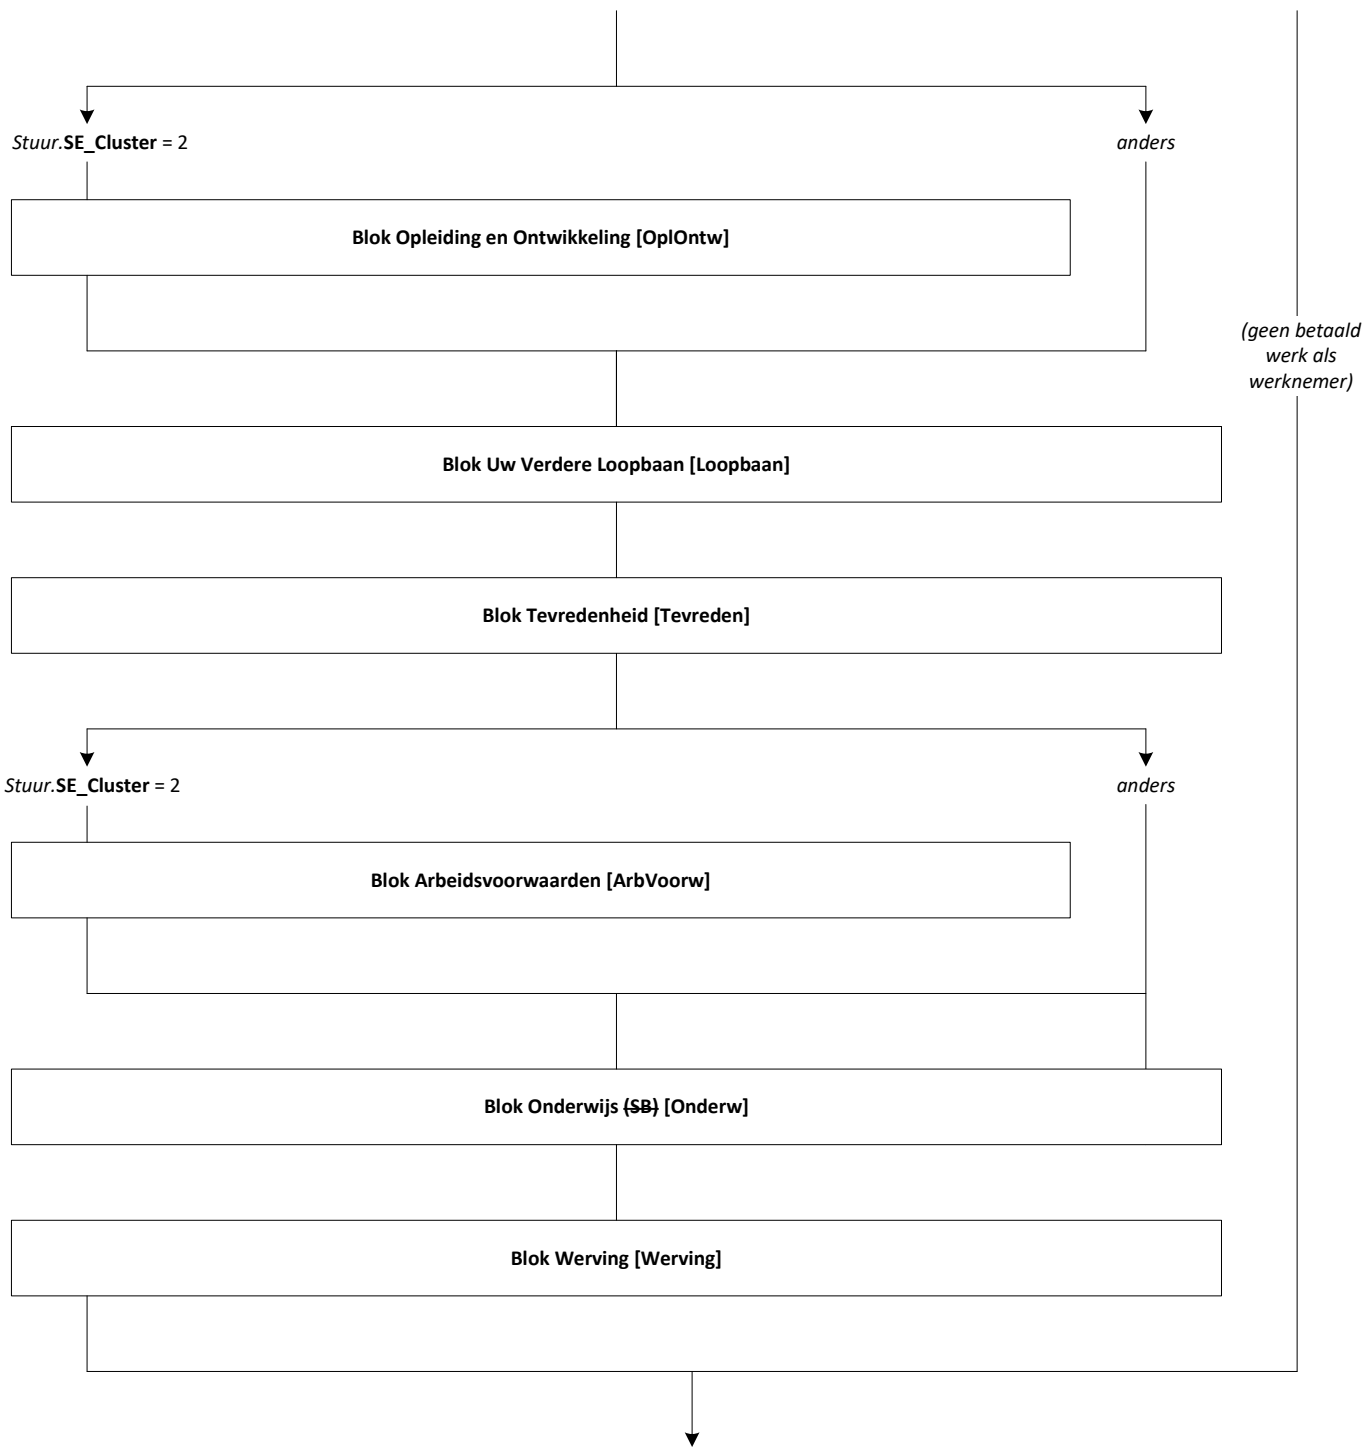 Stuur.SE_Cluster = 2
anders
Blok Opleiding en Ontwikkeling [OplOntw]
(geen betaald
werk als
werknemer)
Blok Uw Verdere Loopbaan [Loopbaan]
Blok Tevredenheid [Tevreden]
Stuur.SE_Cluster = 2
anders
Blok Arbeidsvoorwaarden [ArbVoorw]
Blok Onderwijs (SB) [Onderw]
Blok Werving [Werving]